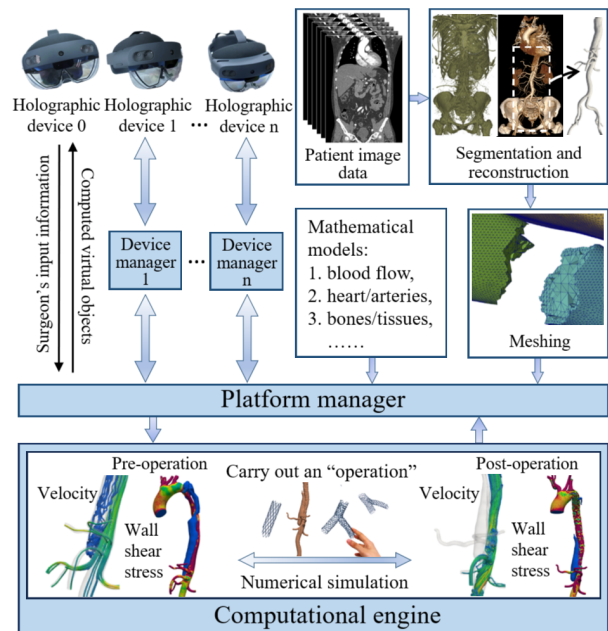 Holographic
device 0
Holographic
device 1
...
Holographic
device n
Patient image
data
Segmentation and
reconstruction
Surgeon's input information
Computed virtual objects
Device
manager
1
...
Device
manager
n
Mathematical
models:
1. blood flow,
2. heart/arteries,
3. bones/tissues,
......
Meshing
Platform manager
Pre-operation
Velocity
Wall
shear
stress
Carry out an “operation”
Numerical simulation
Post-operation
Velocity
Wall
shear
stress
Computational engine